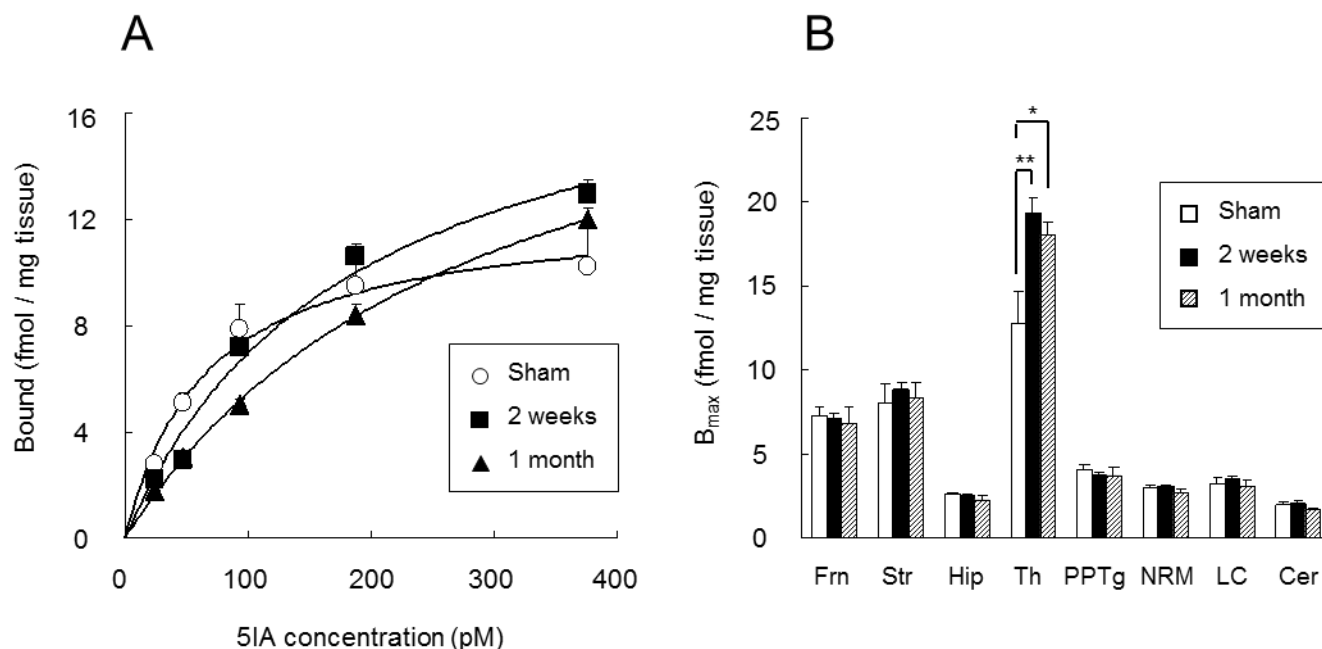 A
16
12
8
4
0
Bound (fmol / mg tissue)
0 100 200 300 400
5IA concentration (pM)
Sham
2 weeks
1 month
B
25
20
15
10
5
0
Bmax (fmol / mg tissue)
*
**
Sham
2 weeks
1 month
Frn Str Hip Th PPTg NRM LC Cer